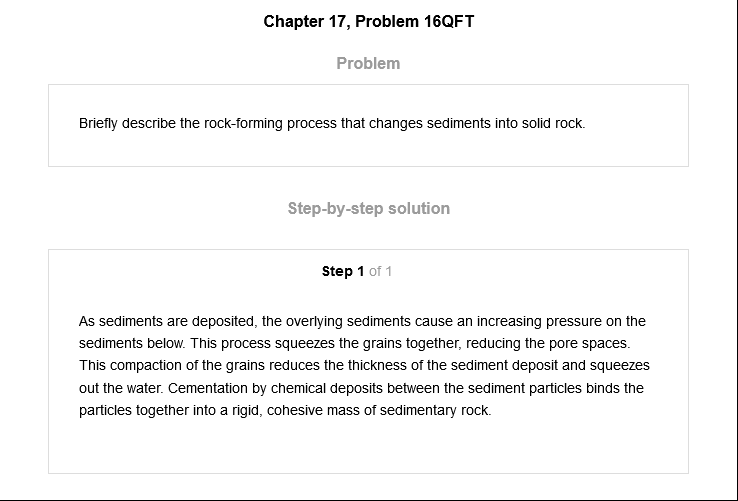 Chapter 17, Problem 16QFT
Problem
Briefly describe the rock-forming process that changes sediments into solid rock.
Step-by-step solution
Step 1 of 1
As sediments are deposited, the overlying sediments cause an increasing pressure on the
sediments below. This process squeezes the grains together, reducing the pore spaces.
This compaction of the grains reduces the thickness of the sediment deposit and squeezes
out the water. Cementation by chemical deposits between the sediment particles binds the
particles together into a rigid, cohesive mass of sedimentary rock.